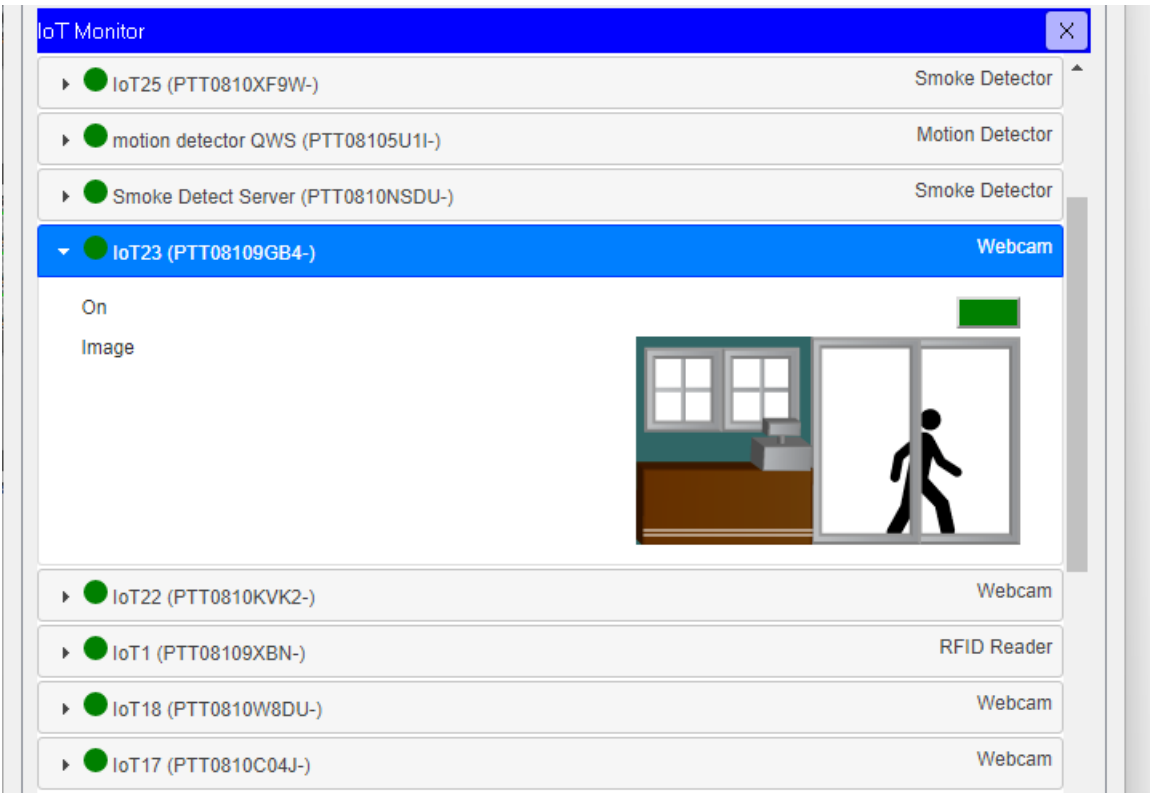 IoT Monitor X
IoT25 (PTT0810XF9W-) Smoke Detector
motion detector QWS (PTT08105U1I-) Motion Detector
Smoke Detect Server (PTT0810NSDU-) Smoke Detector
IoT23 (PTT08109GB4-) Webcam
On
Image
IoT22 (PTT0810KVK2-) Webcam
IoT1 (PTT08109XBN-) RFID Reader
IoT18 (PTT0810W8DU-) Webcam
IoT17 (PTT0810C04J-) Webcam